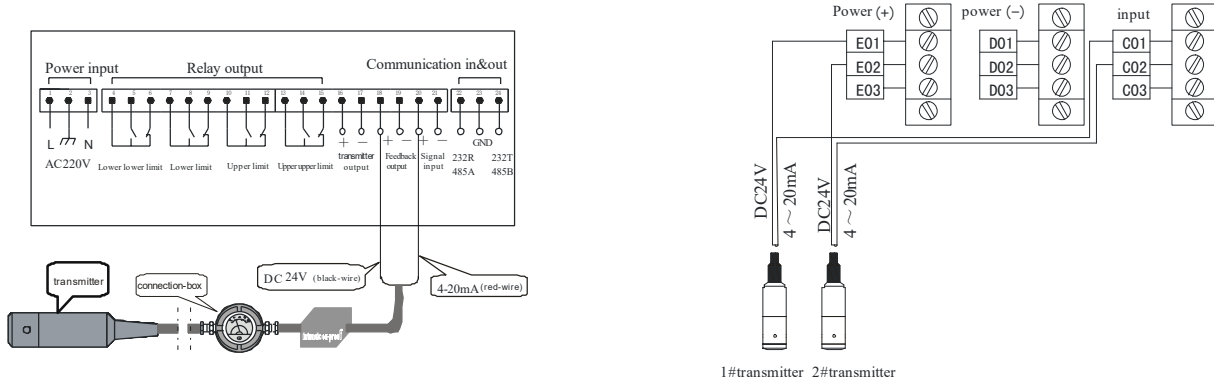 Power input
Relay output
Communication in&out
1 2 3 4 5 6 7 8 9 10 11 12 13 14 15 16 17 18 19 20 21 22 23 24
L N
AC220V
Lower lower limit
Lower limit
Upper limit
Upper upper limit
+ −
transmitter
output
+ −
Feedback
output
+ −
Signal
input
GND
232R 232T
485A 485B
transmitter
connection-box
DC 24V (black-wire)
4-20mA (red-wire)
Power (+)
E01
E02
E03
power (−)
D01
D02
D03
input
C01
C02
C03
DC24V
4～20mA
DC24V
4～20mA
1#transmitter 2#transmitter